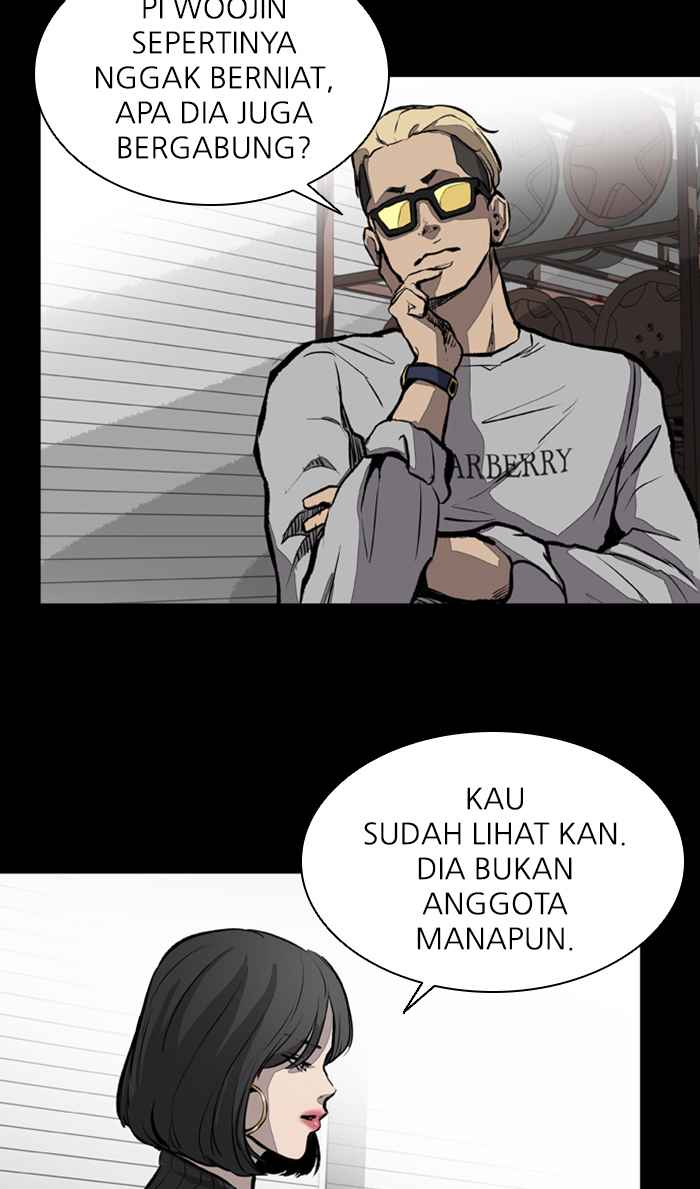 PI WOOJIN
SEPERTINYA
NGGAK BERNIAT,
APA DIA JUGA
BERGABUNG?
ARBERRY
KAU
SUDAH LIHAT KAN.
DIA BUKAN
ANGGOTA
MANAPUN.